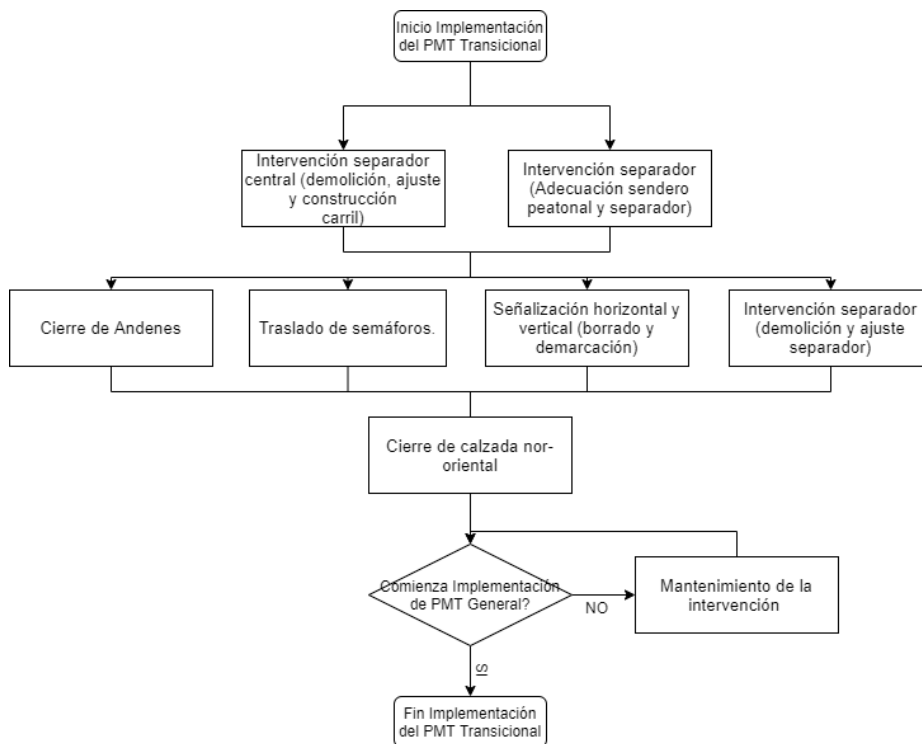 Inicio Implementación
del PMT Transicional
Intervención separador
central (demolición, ajuste
y construcción
carril)
Intervención separador
(Adecuación sendero
peatonal y separador)
Cierre de Andenes
Traslado de semáforos.
Señalización horizontal y
vertical (borrado y
demarcación)
Intervención separador
(demolición y ajuste
separador)
Cierre de calzada nor-
oriental
Comienza Implementación
de PMT General?
NO
Mantenimiento de la
intervención
SI
Fin Implementación
del PMT Transicional